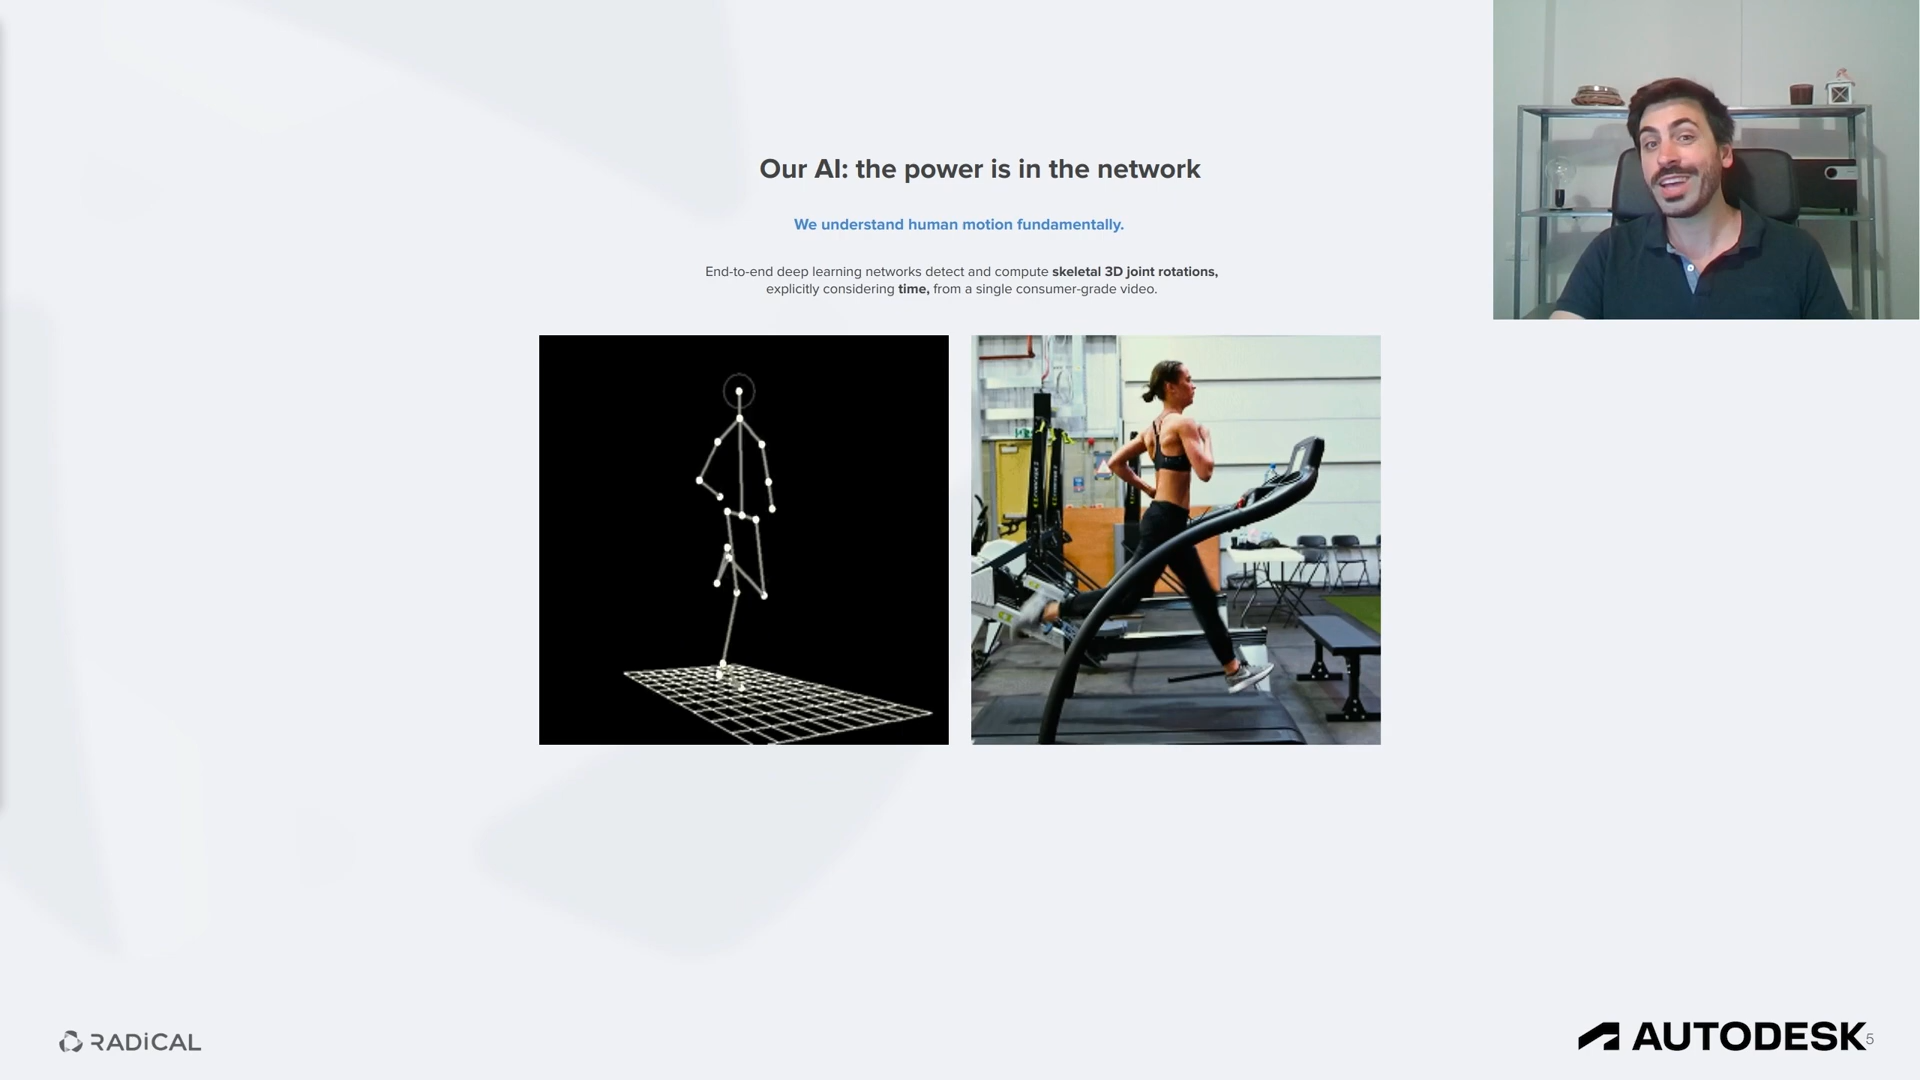 Our AI: the power is in the network
We understand human motion fundamentally.
End-to-end deep learning networks detect and compute skeletal 3D joint rotations,
explicitly considering time, from a single consumer-grade video.
RADiCAL
AUTODESK
5